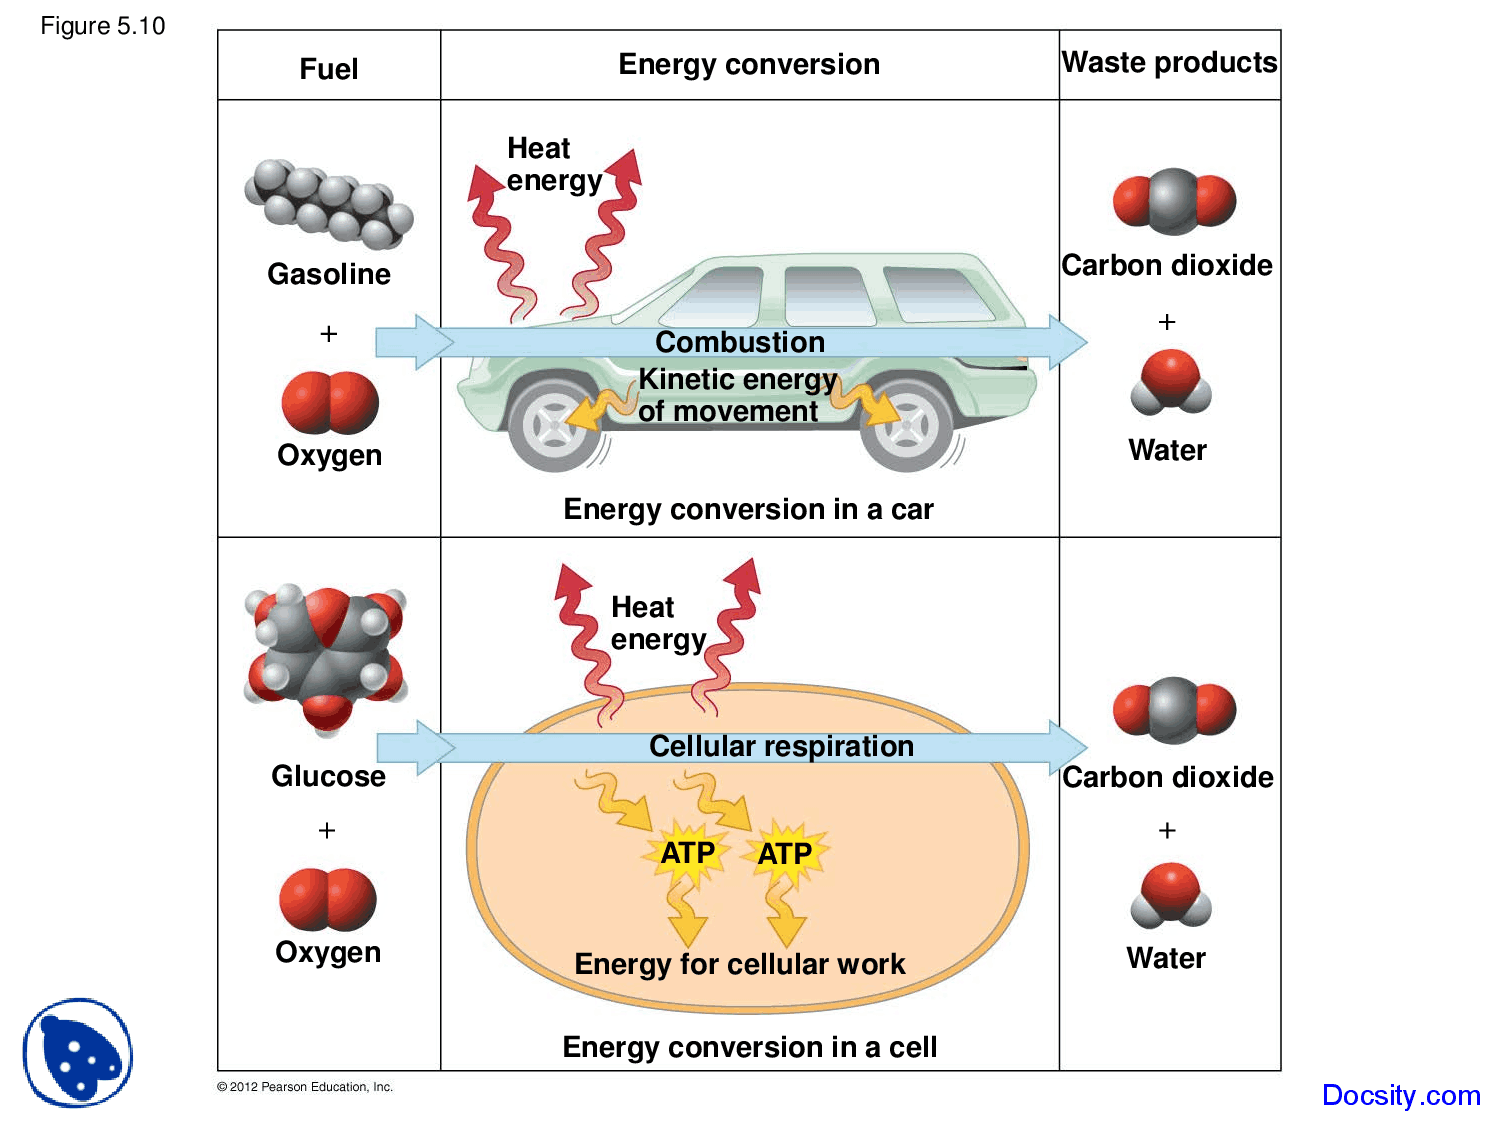 Figure 5.10
Fuel
Energy conversion
Waste products
Heat
energy
Gasoline
+
Oxygen
Combustion
Kinetic energy
of movement
Energy conversion in a car
Carbon dioxide
+
Water
Heat
energy
Glucose
+
Oxygen
Cellular respiration
ATP
ATP
Energy for cellular work
Energy conversion in a cell
Carbon dioxide
+
Water
© 2012 Pearson Education, Inc.
Docsity.com